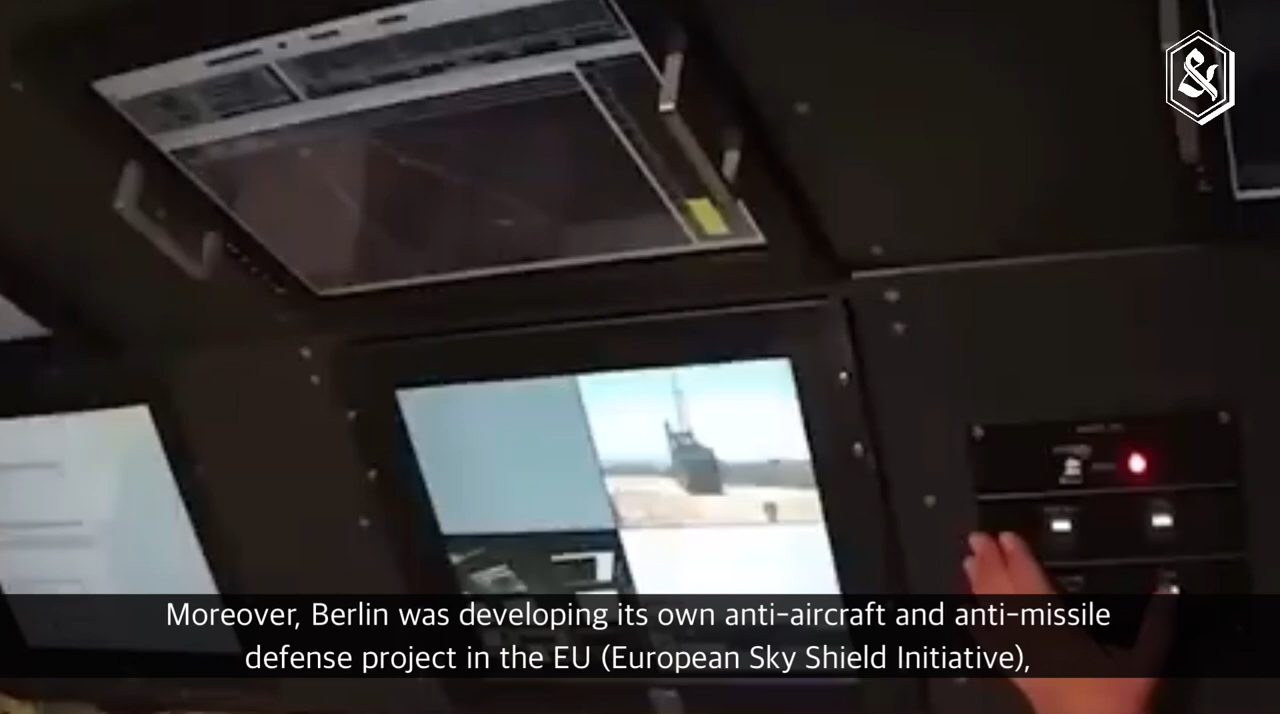 &
Moreover, Berlin was developing its own anti-aircraft and anti-missile
defense project in the EU (European Sky Shield Initiative),